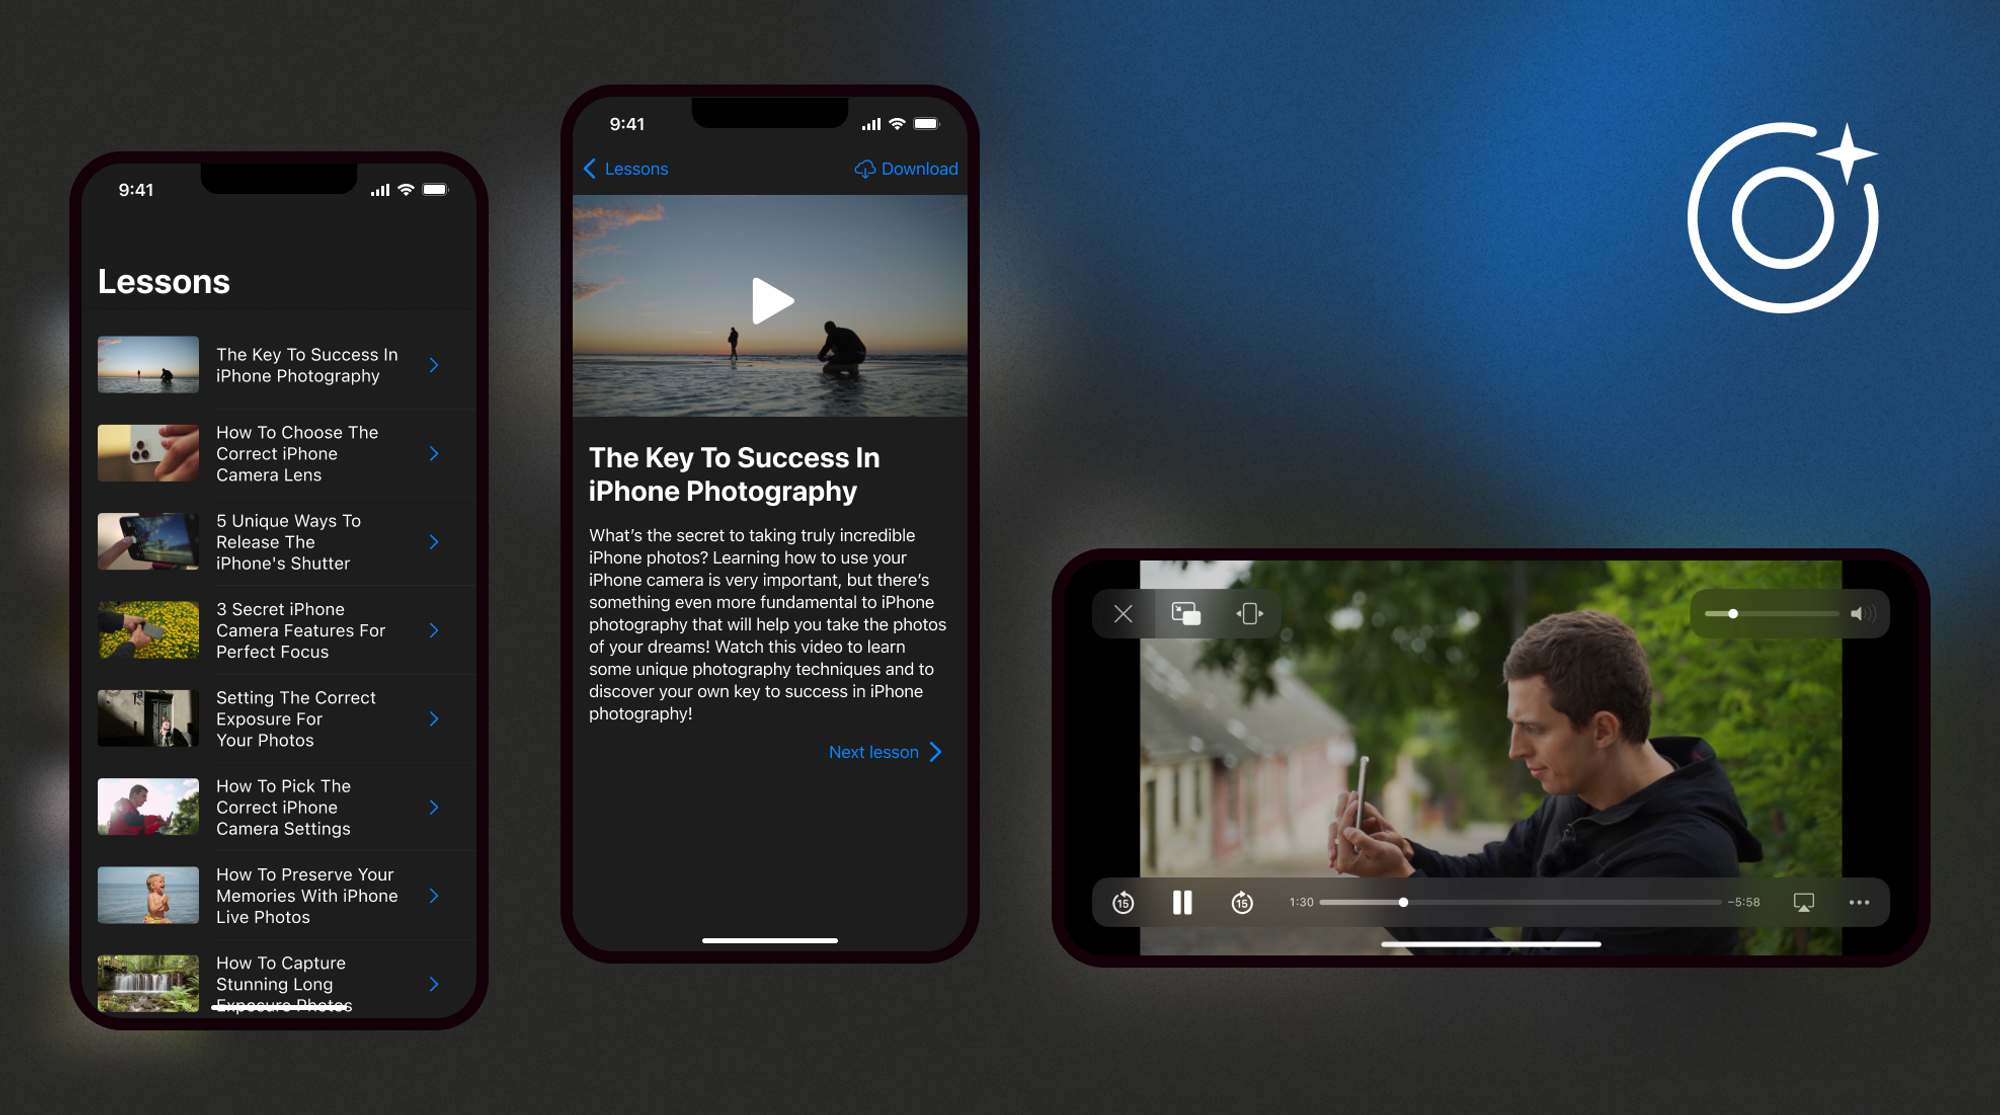 9:41
Lessons
The Key To Success In
iPhone Photography
How To Choose The
Correct iPhone
Camera Lens
5 Unique Ways To
Release The
iPhone's Shutter
3 Secret iPhone
Camera Features For
Perfect Focus
Setting The Correct
Exposure For
Your Photos
How To Pick The
Correct iPhone
Camera Settings
How To Preserve Your
Memories With iPhone
Live Photos
How To Capture
Stunning Long
Exposure Photos
9:41
Lessons
Download
The Key To Success In
iPhone Photography
What’s the secret to taking truly incredible
iPhone photos? Learning how to use your
iPhone camera is very important, but there’s
something even more fundamental to iPhone
photography that will help you take the photos
of your dreams! Watch this video to learn
some unique photography techniques and to
discover your own key to success in iPhone
photography!
Next lesson
15
15
1:30
−5:58